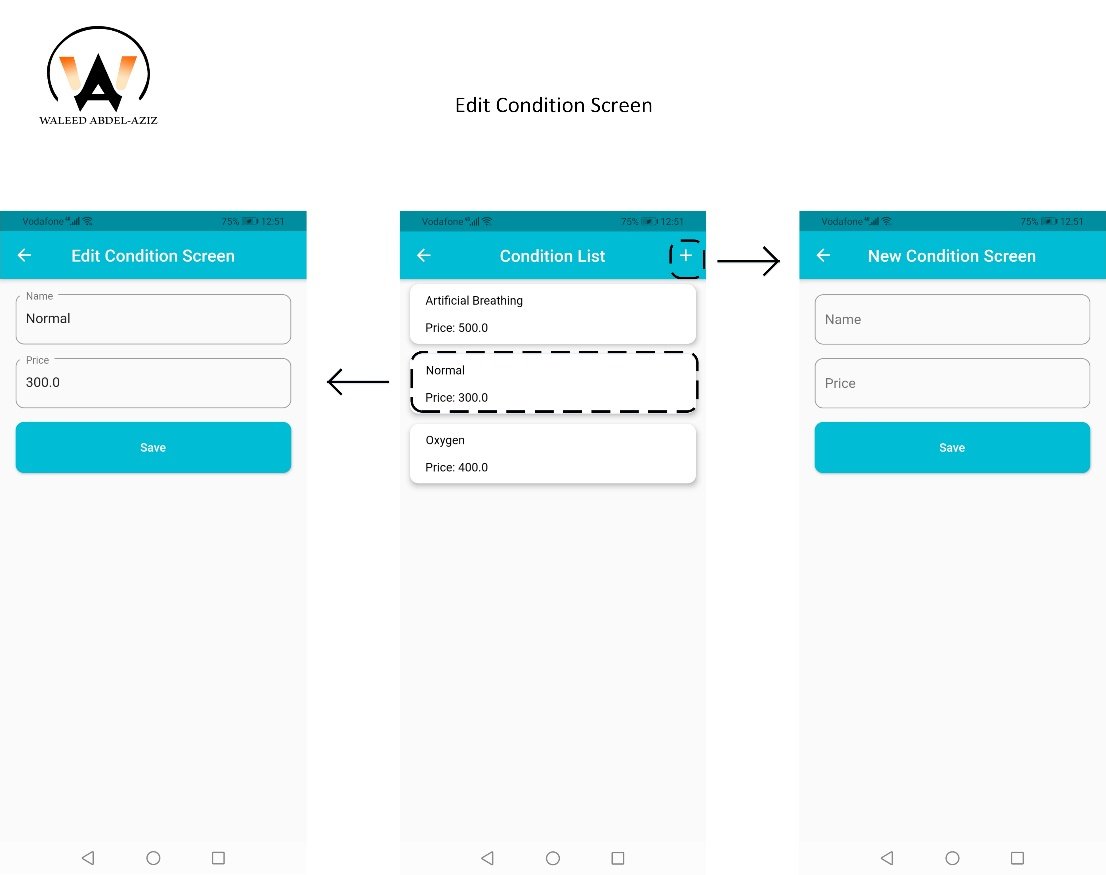 WALEED ABDEL-AZIZ
Edit Condition Screen
Vodafone 75% 12:51
Edit Condition Screen
Name
Normal
Price
300.0
Save
Vodafone 75% 12:51
Condition List
+
Artificial Breathing
Price: 500.0
Normal
Price: 300.0
Oxygen
Price: 400.0
Vodafone 75% 12:51
New Condition Screen
Name
Price
Save